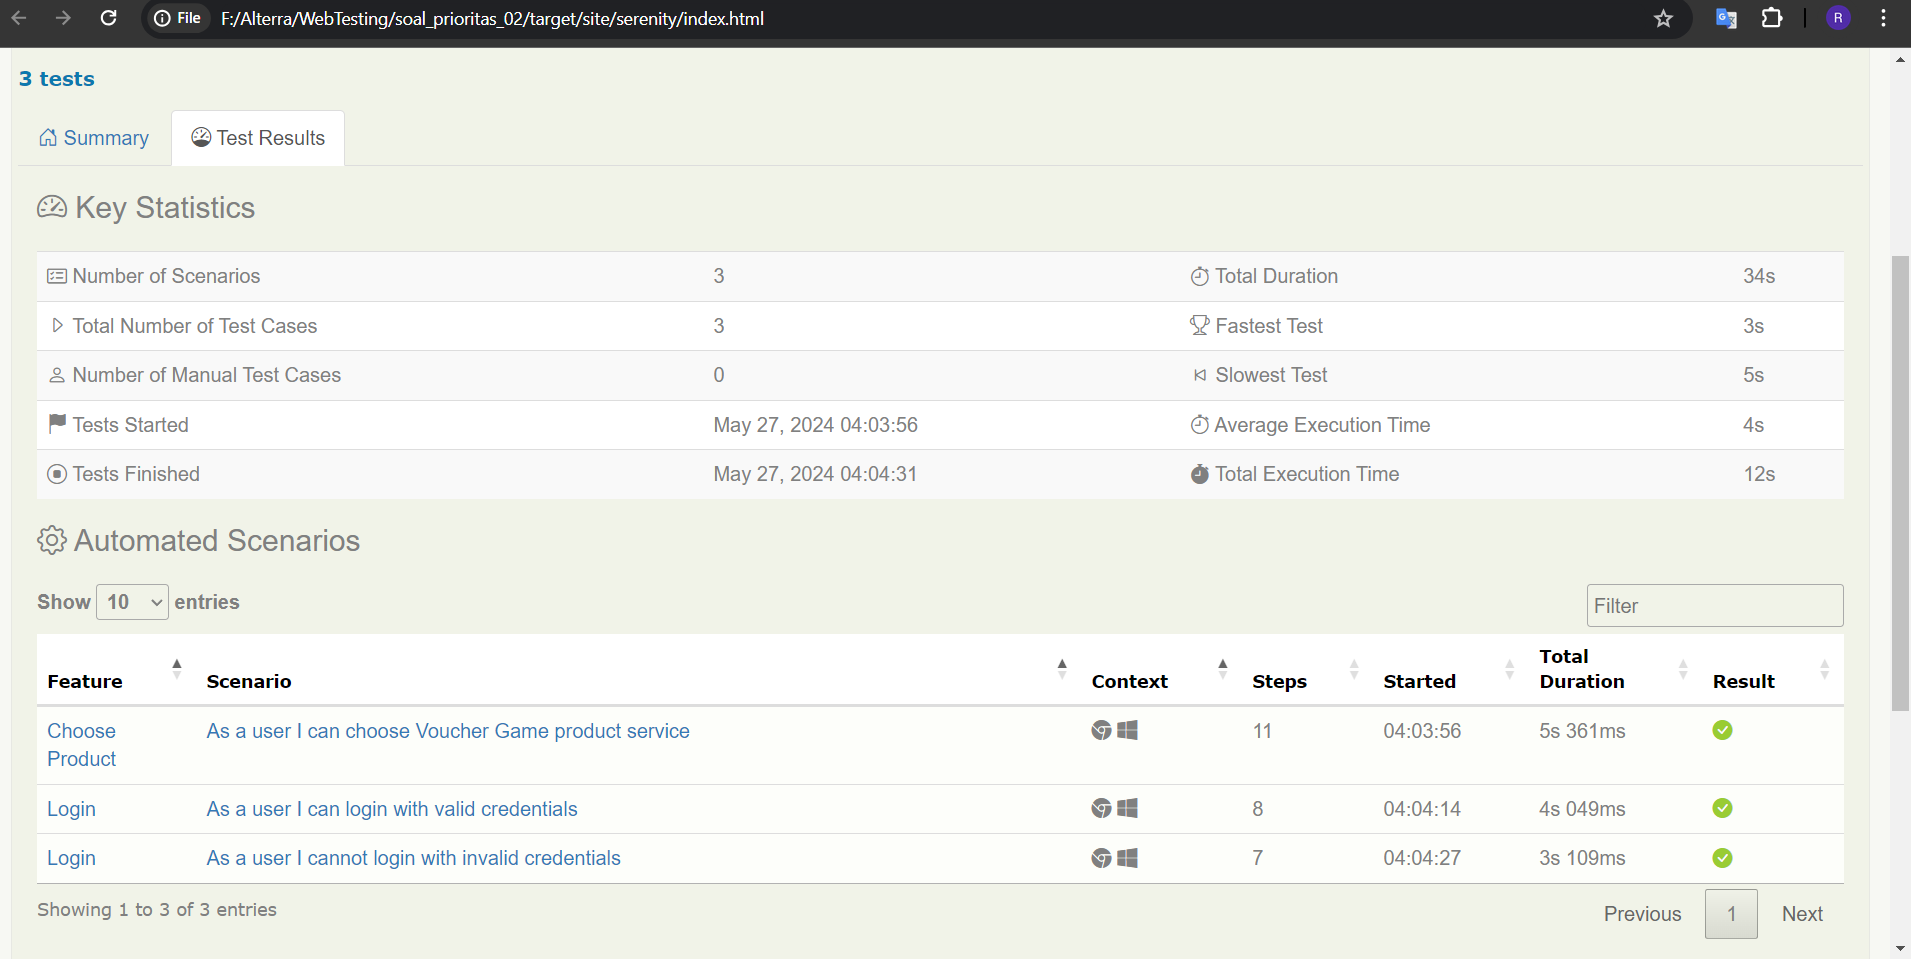 File F:/Alterra/WebTesting/soal_prioritas_02/target/site/serenity/index.html R
3 tests
Summary Test Results
Key Statistics
Number of Scenarios 3 Total Duration 34s
Total Number of Test Cases 3 Fastest Test 3s
Number of Manual Test Cases 0 Slowest Test 5s
Tests Started May 27, 2024 04:03:56 Average Execution Time 4s
Tests Finished May 27, 2024 04:04:31 Total Execution Time 12s
Automated Scenarios
Show 10 entries Filter
Feature Scenario Context Steps Started Total Duration Result
Choose Product As a user I can choose Voucher Game product service 11 04:03:56 5s 361ms
Login As a user I can login with valid credentials 8 04:04:14 4s 049ms
Login As a user I cannot login with invalid credentials 7 04:04:27 3s 109ms
Showing 1 to 3 of 3 entries Previous 1 Next